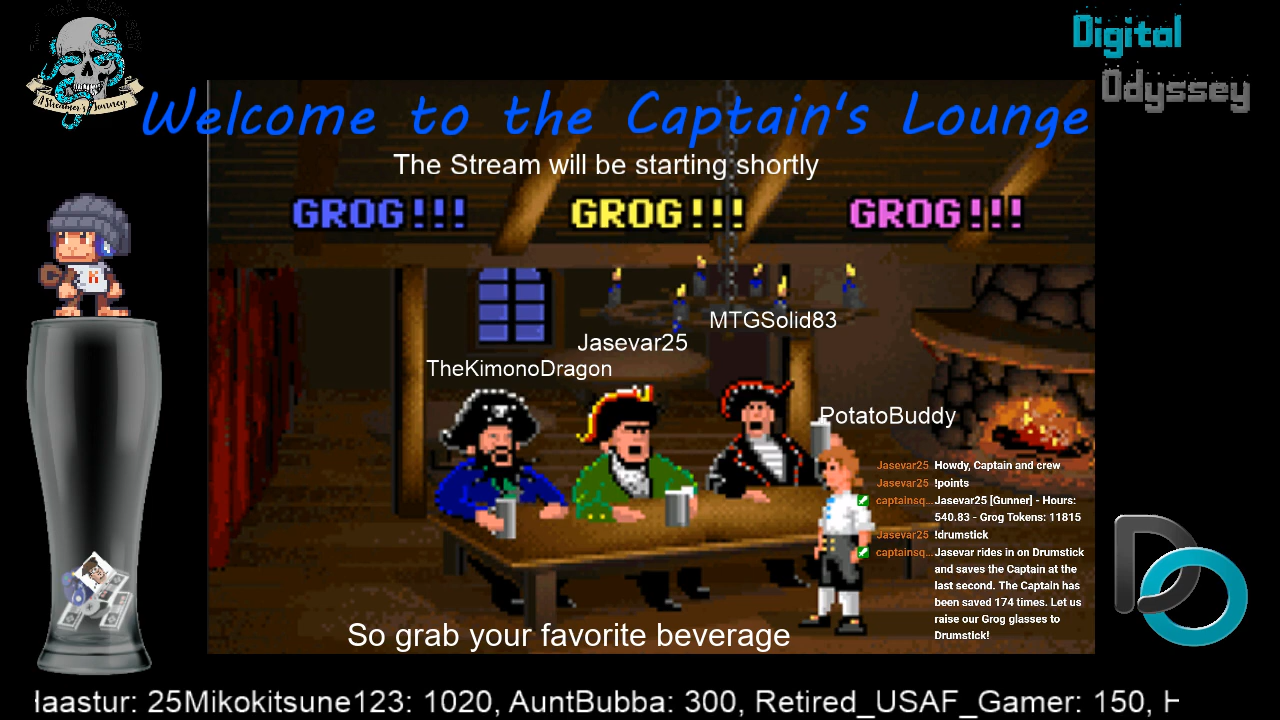 Digital
Odyssey
A Streamer's Journey
Welcome to the Captain's Lounge
The Stream will be starting shortly
GROG!!! GROG!!! GROG!!!
MTGSolid83
Jasevar25
TheKimonoDragon
PotatoBuddy
Jasevar25 Howdy, Captain and crew
Jasevar25 !points
captainsq... Jasevar25 [Gunner] - Hours:
540.83 - Grog Tokens: 11815
Jasevar25 !drumstick
captainsq... Jasevar rides in on Drumstick
and saves the Captain at the
last second. The Captain has
been saved 174 times. Let us
raise our Grog glasses to
Drumstick!
DO
So grab your favorite beverage
Haastur: 25Mikokitsune123: 1020, AuntBubba: 300, Retired_USAF_Gamer: 150, H